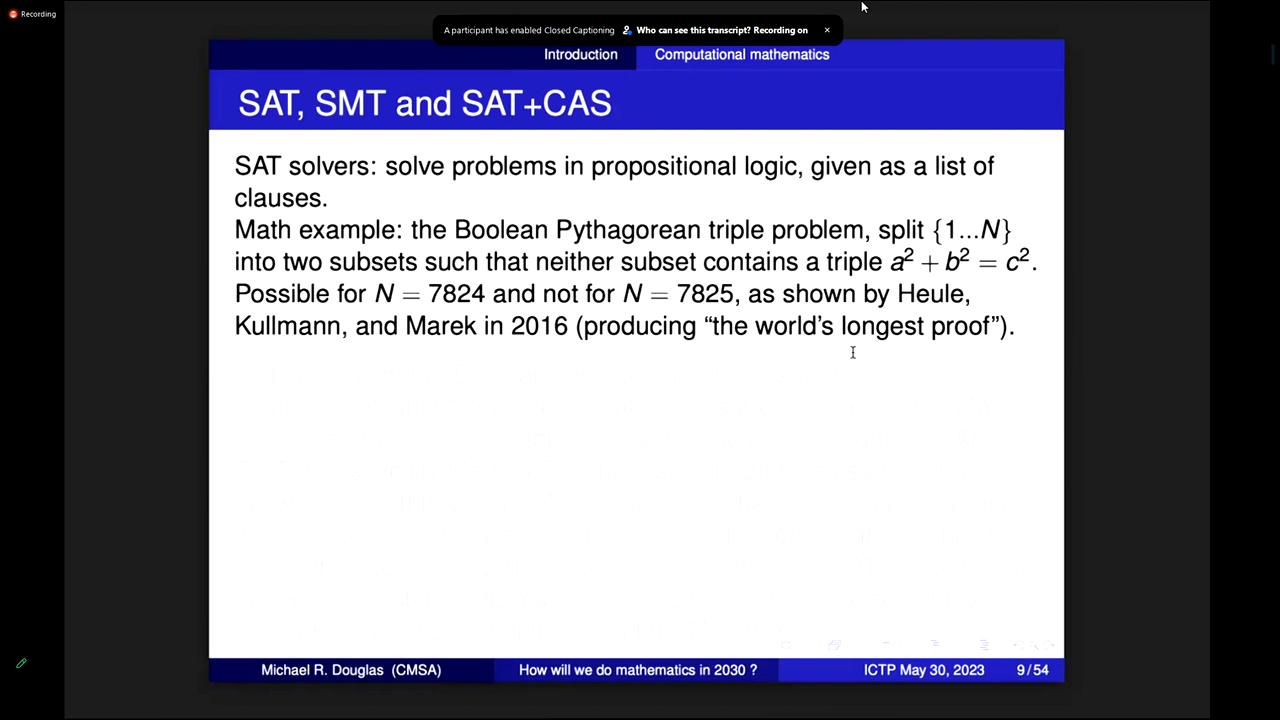 Recording
A participant has enabled Closed Captioning Who can see this transcript? Recording on ×
Introduction Computational mathematics
SAT, SMT and SAT+CAS
SAT solvers: solve problems in propositional logic, given as a list of
clauses.
Math example: the Boolean Pythagorean triple problem, split {1...N}
into two subsets such that neither subset contains a triple a² + b² = c².
Possible for N = 7824 and not for N = 7825, as shown by Heule,
Kullmann, and Marek in 2016 (producing “the world’s longest proof”).
Michael R. Douglas (CMSA) How will we do mathematics in 2030 ? ICTP May 30, 2023 9 / 54